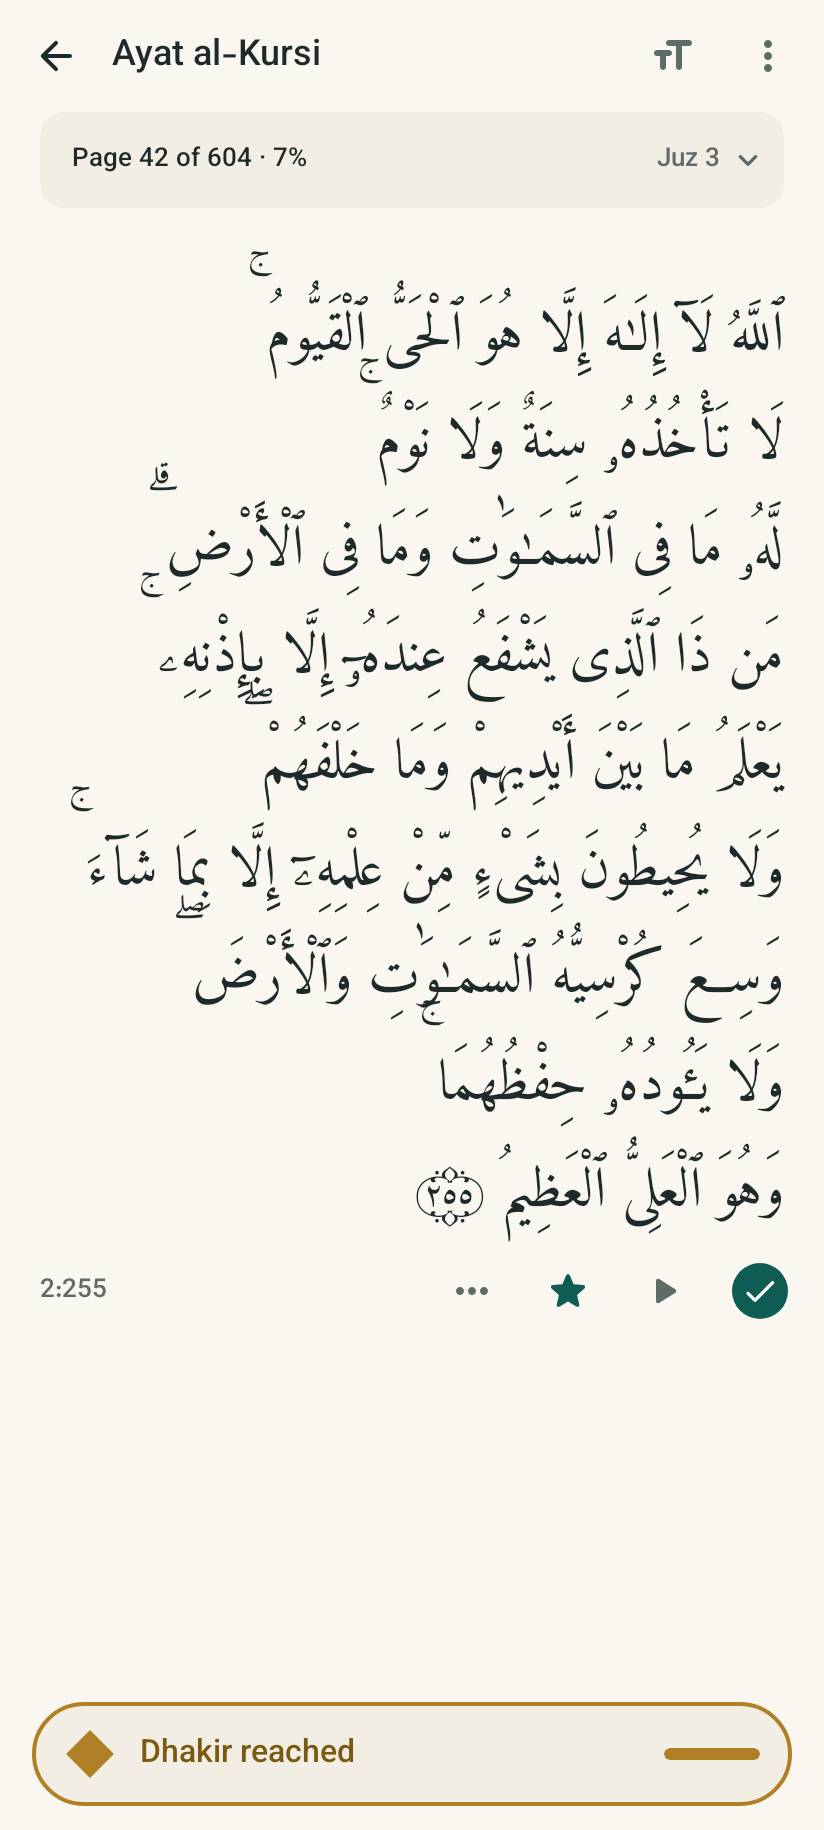 Ayat al-Kursi
Page 42 of 604 · 7%
Juz 3
ٱللَّهُ لَآ إِلَـٰهَ إِلَّا هُوَ ٱلْحَىُّ ٱلْقَيُّومُ ۚ
لَا تَأْخُذُهُۥ سِنَةٌ وَلَا نَوْمٌ ۚ
لَّهُۥ مَا فِى ٱلسَّمَـٰوَٰتِ وَمَا فِى ٱلْأَرْضِ ۗ
مَن ذَا ٱلَّذِى يَشْفَعُ عِندَهُۥٓ إِلَّا بِإِذْنِهِۦ ۚ
يَعْلَمُ مَا بَيْنَ أَيْدِيهِمْ وَمَا خَلْفَهُمْ ۖ
وَلَا يُحِيطُونَ بِشَىْءٍ مِّنْ عِلْمِهِۦٓ إِلَّا بِمَا شَآءَ ۚ
وَسِعَ كُرْسِيُّهُ ٱلسَّمَـٰوَٰتِ وَٱلْأَرْضَ ۖ
وَلَا يَـُٔودُهُۥ حِفْظُهُمَا ۚ
وَهُوَ ٱلْعَلِىُّ ٱلْعَظِيمُ ۝٢٥٥
2:255
Dhakir reached